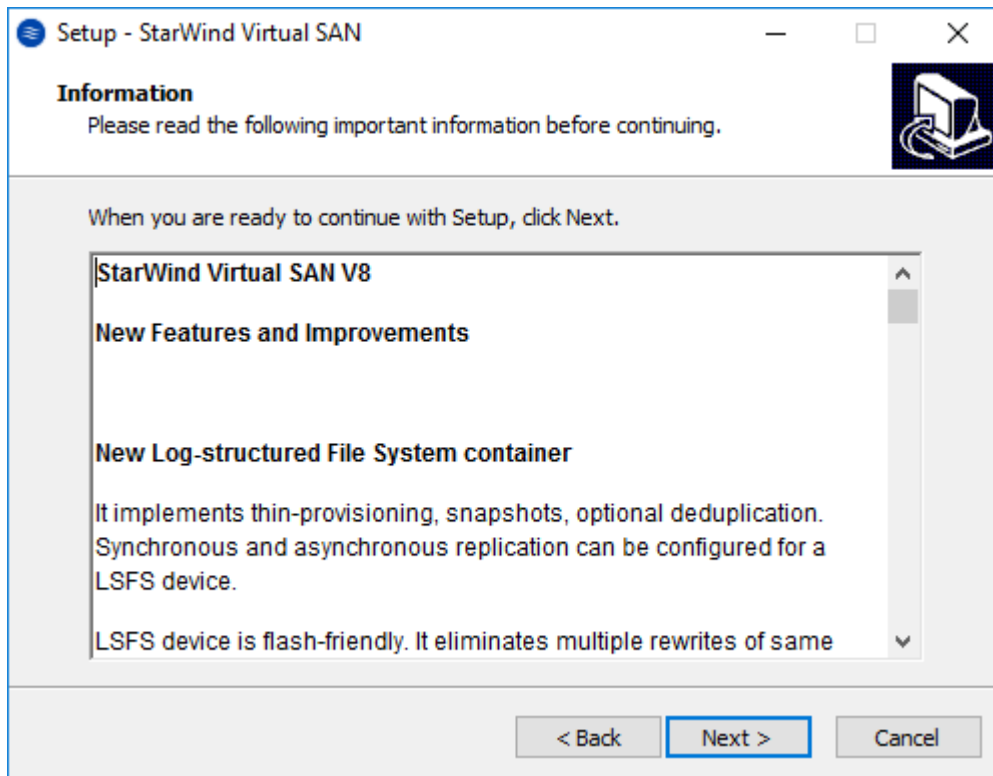 Setup - StarWind Virtual SAN
Information
Please read the following important information before continuing.
When you are ready to continue with Setup, click Next.
StarWind Virtual SAN V8
New Features and Improvements
New Log-structured File System container
It implements thin-provisioning, snapshots, optional deduplication.
Synchronous and asynchronous replication can be configured for a
LSFS device.
LSFS device is flash-friendly. It eliminates multiple rewrites of same
< Back
Next >
Cancel